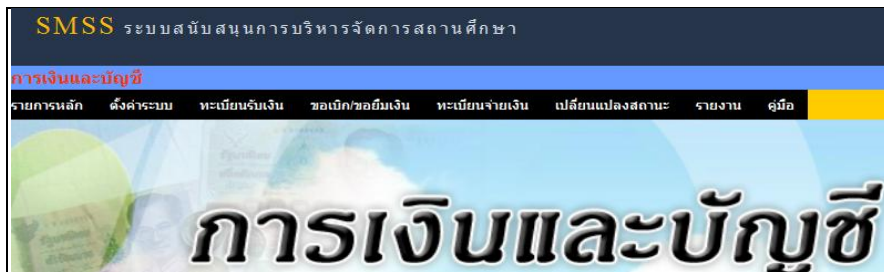 SMSS ระบบสนับสนุนการบริหารจัดการสถานศึกษา
การเงินและบัญชี
รายการหลัก ตั้งค่าระบบ ทะเบียนรับเงิน ขอเบิก/ขอยืมเงิน ทะเบียนจ่ายเงิน เปลี่ยนแปลงสถานะ รายงาน คู่มือ
การเงินและบัญชี